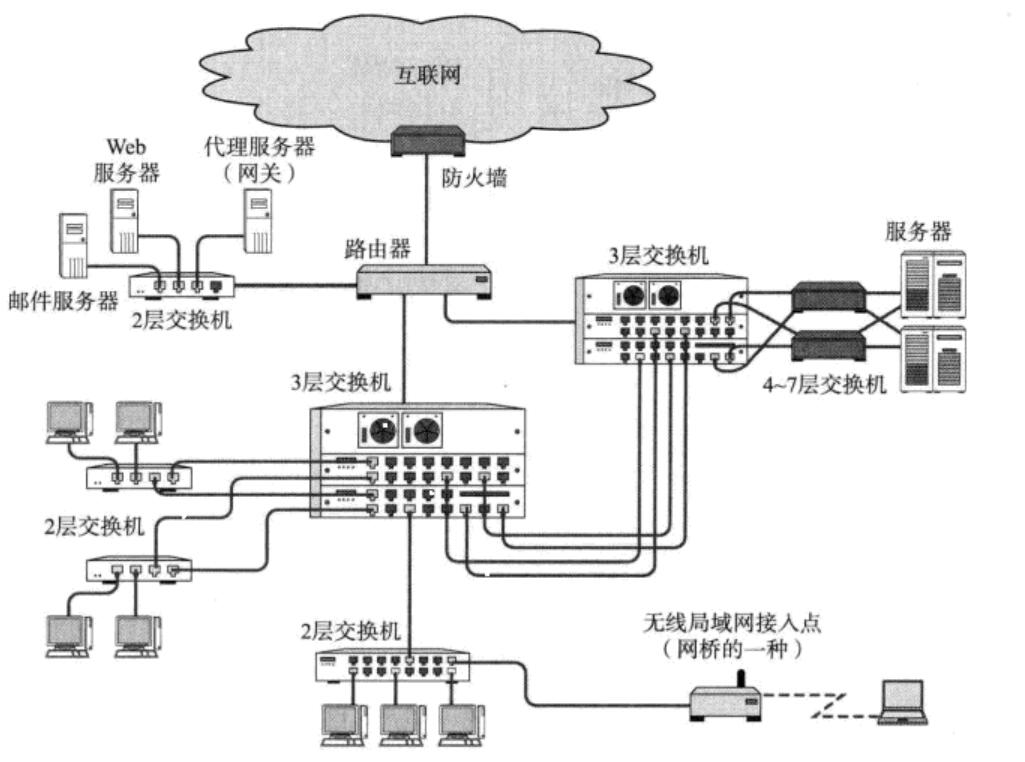 互联网
Web
服务器
代理服务器
（网关）
防火墙
邮件服务器
2层交换机
路由器
3层交换机
服务器
4~7层交换机
3层交换机
2层交换机
2层交换机
无线局域网接入点
（网桥的一种）